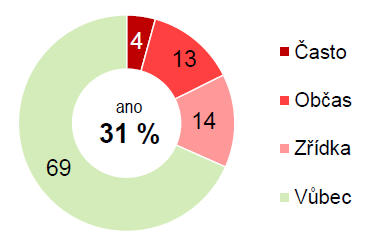 4
13
14
69
ano
31 %
Často
Občas
Zřídka
Vůbec